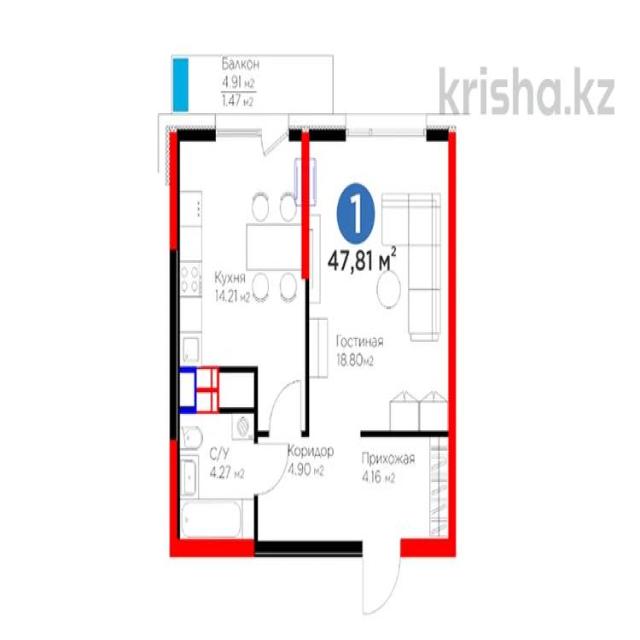 Балкон
4.91 м2
1.47 м2
krisha.kz
1
47,81 м²
Кухня
14.21 м2
Гостиная
18.80 м2
С/У
4.27 м2
Коридор
4.90 м2
Прихожая
4.16 м2